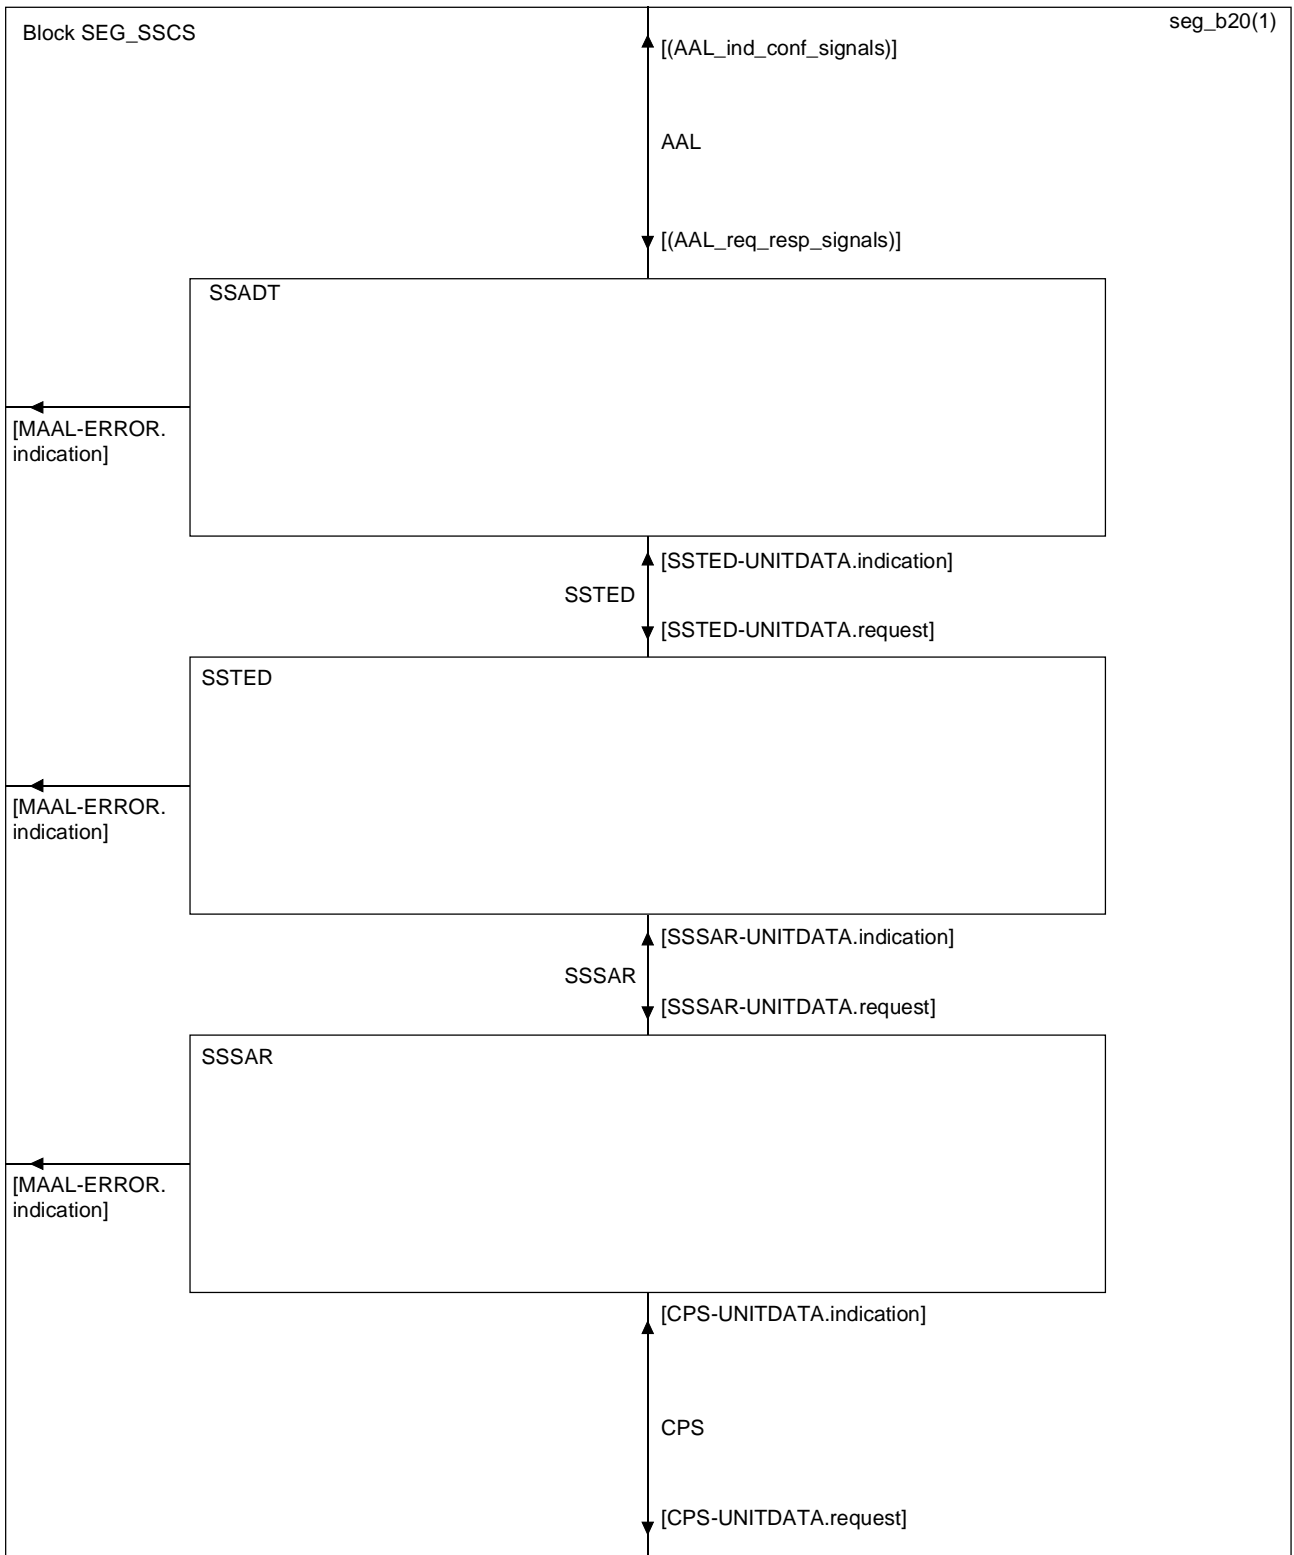 Block SEG_SSCS
seg_b20(1)
[(AAL_ind_conf_signals)]
AAL
[(AAL_req_resp_signals)]
SSADT
[MAAL-ERROR.
indication]
[SSTED-UNITDATA.indication]
SSTED
[SSTED-UNITDATA.request]
SSTED
[MAAL-ERROR.
indication]
[SSSAR-UNITDATA.indication]
SSSAR
[SSSAR-UNITDATA.request]
SSSAR
[MAAL-ERROR.
indication]
[CPS-UNITDATA.indication]
CPS
[CPS-UNITDATA.request]